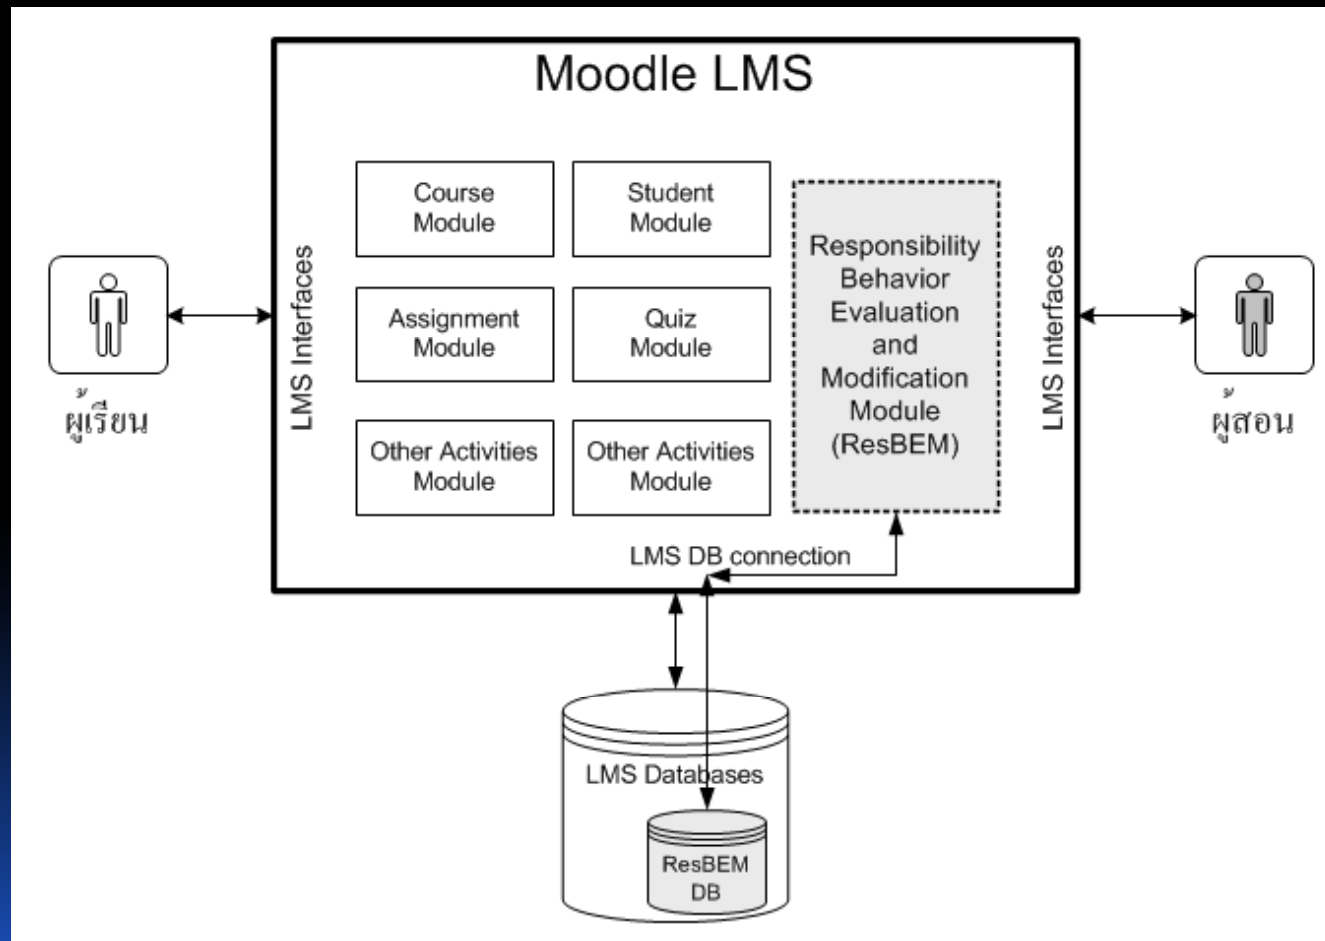 Moodle LMS
LMS Interfaces
Course
Module
Student
Module
Assignment
Module
Quiz
Module
Other Activities
Module
Other Activities
Module
Responsibility
Behavior
Evaluation
and
Modification
Module
(ResBEM)
LMS Interfaces
ผู้เรียน
ผู้สอน
LMS DB connection
LMS Databases
ResBEM
DB